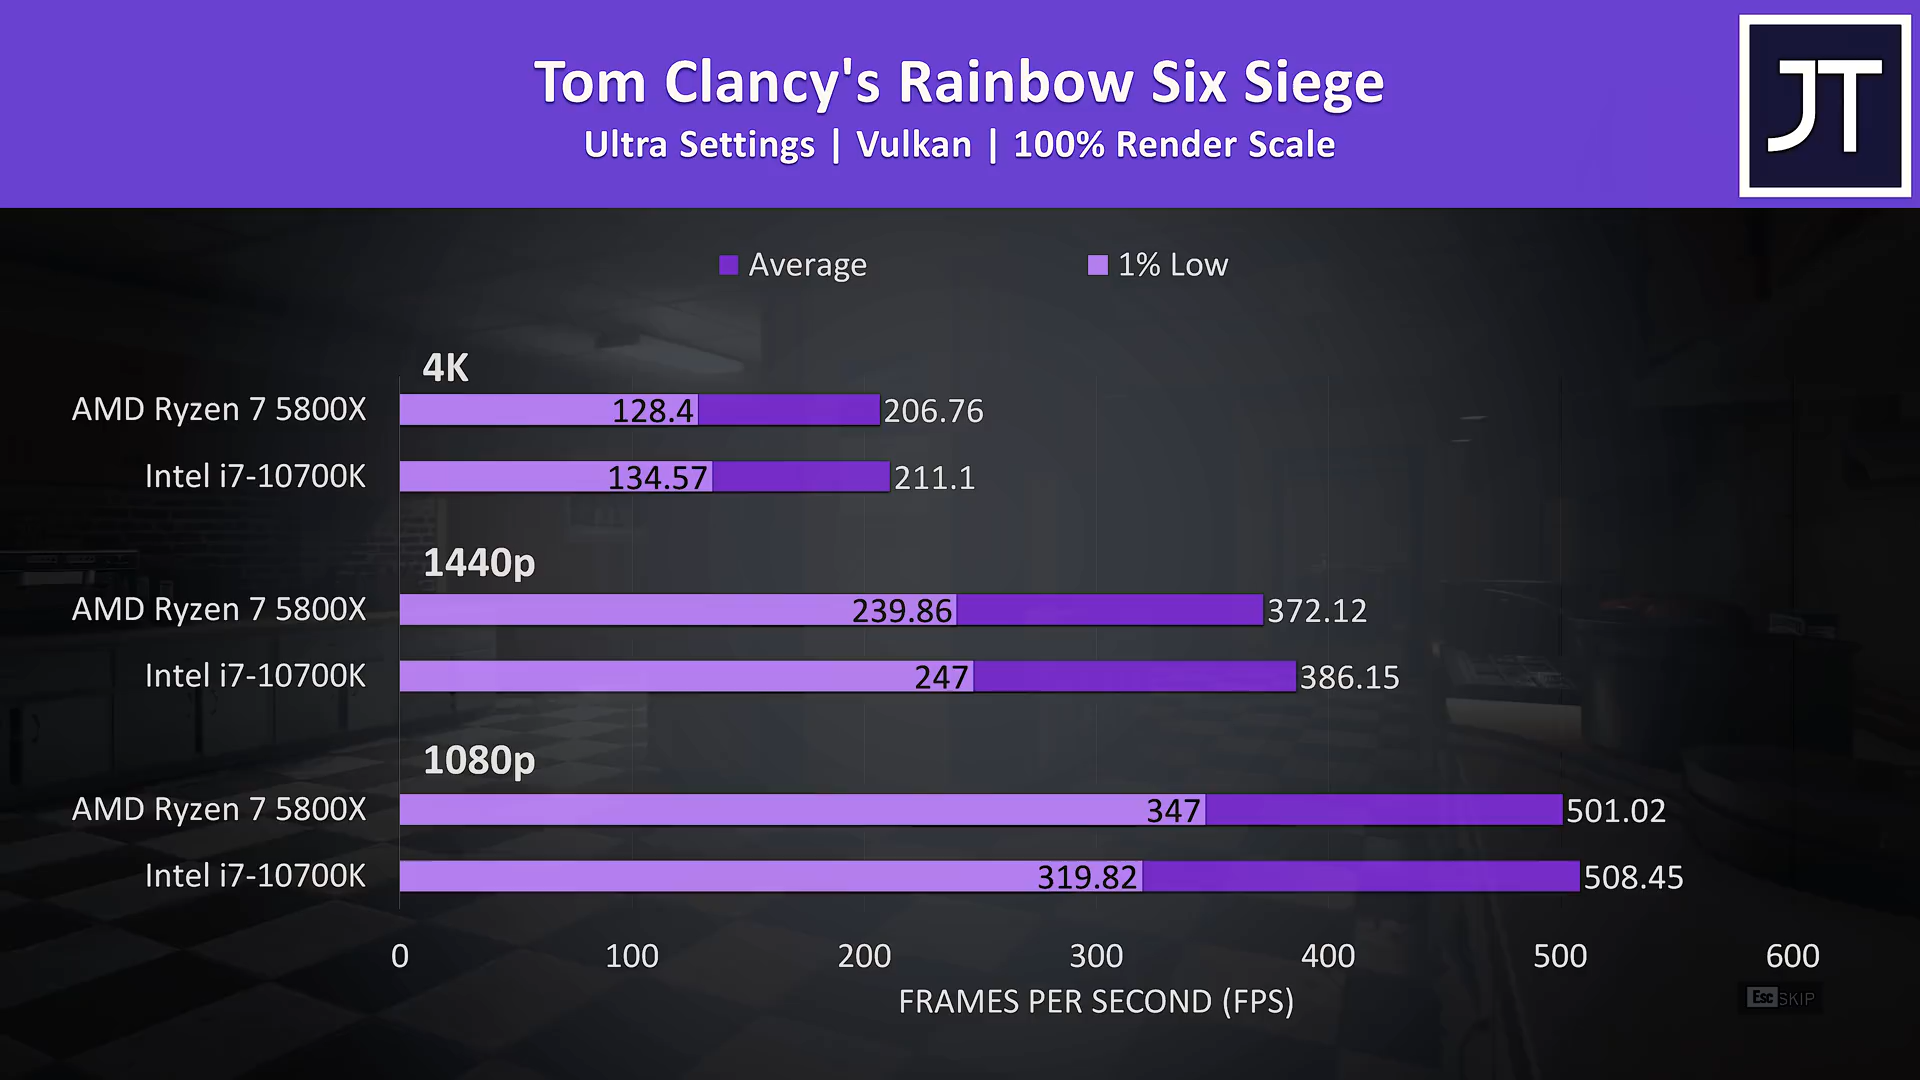 Tom Clancy's Rainbow Six Siege
Ultra Settings | Vulkan | 100% Render Scale
JT
Average 1% Low
4K
AMD Ryzen 7 5800X 128.4 206.76
Intel i7-10700K 134.57 211.1
1440p
AMD Ryzen 7 5800X 239.86 372.12
Intel i7-10700K 247 386.15
1080p
AMD Ryzen 7 5800X 347 501.02
Intel i7-10700K 319.82 508.45
0 100 200 300 400 500 600
FRAMES PER SECOND (FPS)
Esc SKIP